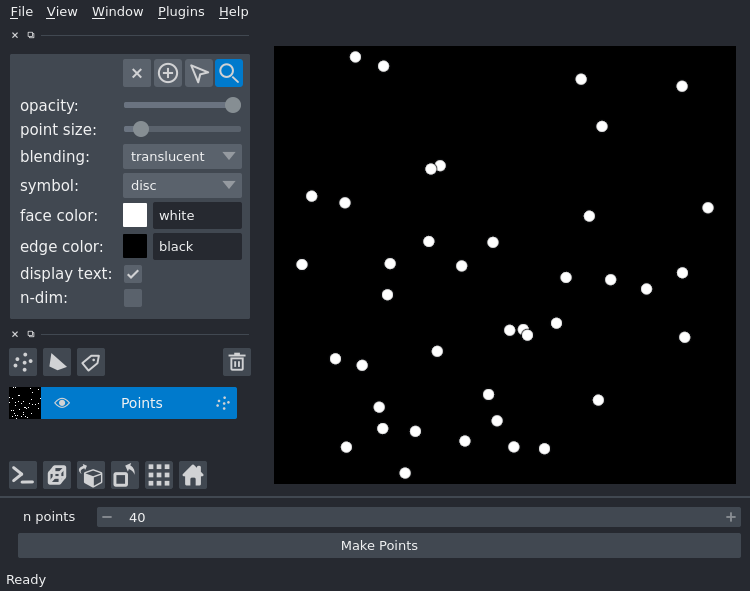 File View Window Plugins Help
opacity:
point size:
blending: translucent
symbol: disc
face color: white
edge color: black
display text:
n-dim:
Points
n points 40
Make Points
Ready